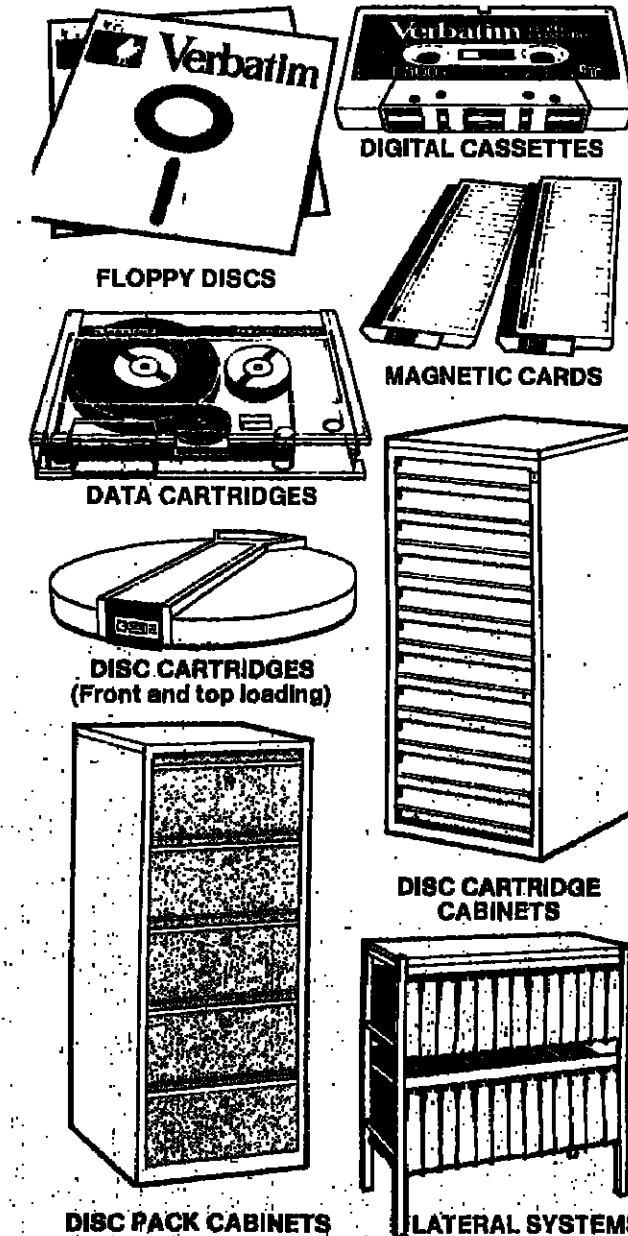 Verbatim
Verbatim
DIGITAL CASSETTES
FLOPPY DISCS
MAGNETIC CARDS
DATA CARTRIDGES
DISC CARTRIDGES
(Front and top loading)
DISC CARTRIDGE
CABINETS
DISC PACK CABINETS
LATERAL SYSTEMS